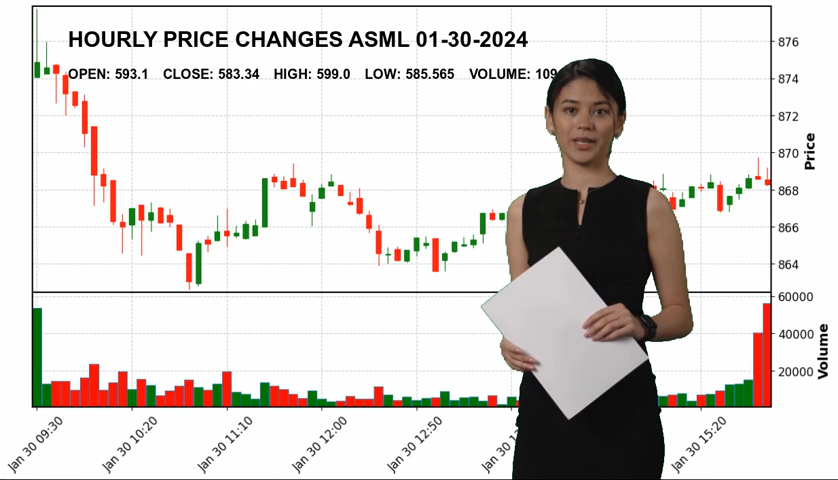 HOURLY PRICE CHANGES ASML 01-30-2024
OPEN: 593.1 CLOSE: 583.34 HIGH: 599.0 LOW: 585.565 VOLUME: 109
876
874
872
870
868
866
864
Price
60000
40000
20000
Volume
Jan 30 09:30
Jan 30 10:20
Jan 30 11:10
Jan 30 12:00
Jan 30 12:50
Jan 30 15:20